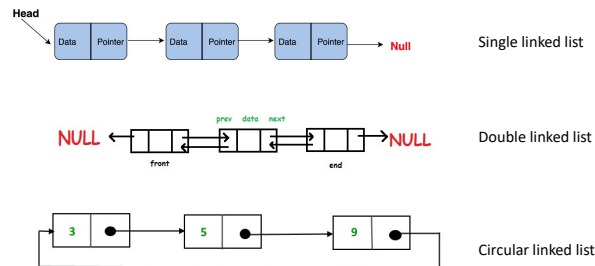 Head
Data Pointer Data Pointer Data Pointer Null
Single linked list
prev data next
NULL NULL
Double linked list
front end
3 5 9
Circular linked list